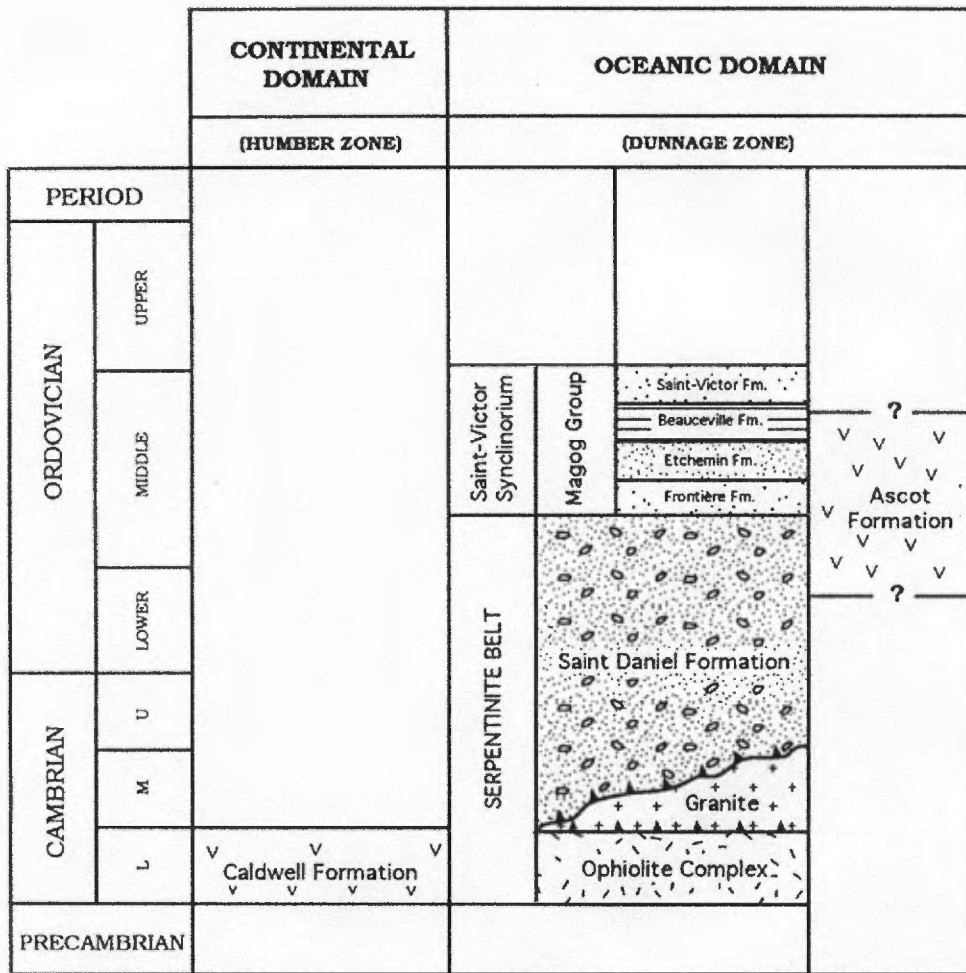 CONTINENTAL
DOMAIN
OCEANIC DOMAIN
(HUMBER ZONE)
(DUNNAGE ZONE)
PERIOD
ORDOVICIAN
UPPER
MIDDLE
LOWER
CAMBRIAN
U
M
L
PRECAMBRIAN
Caldwell Formation
Saint-Victor
Synclinorium
Magog Group
Saint-Victor Fm.
Beauceville Fm.
Etchemin Fm.
Frontière Fm.
SERPENTINITE BELT
Saint Daniel Formation
Granite
Ophiolite Complex
?
Ascot
Formation
?